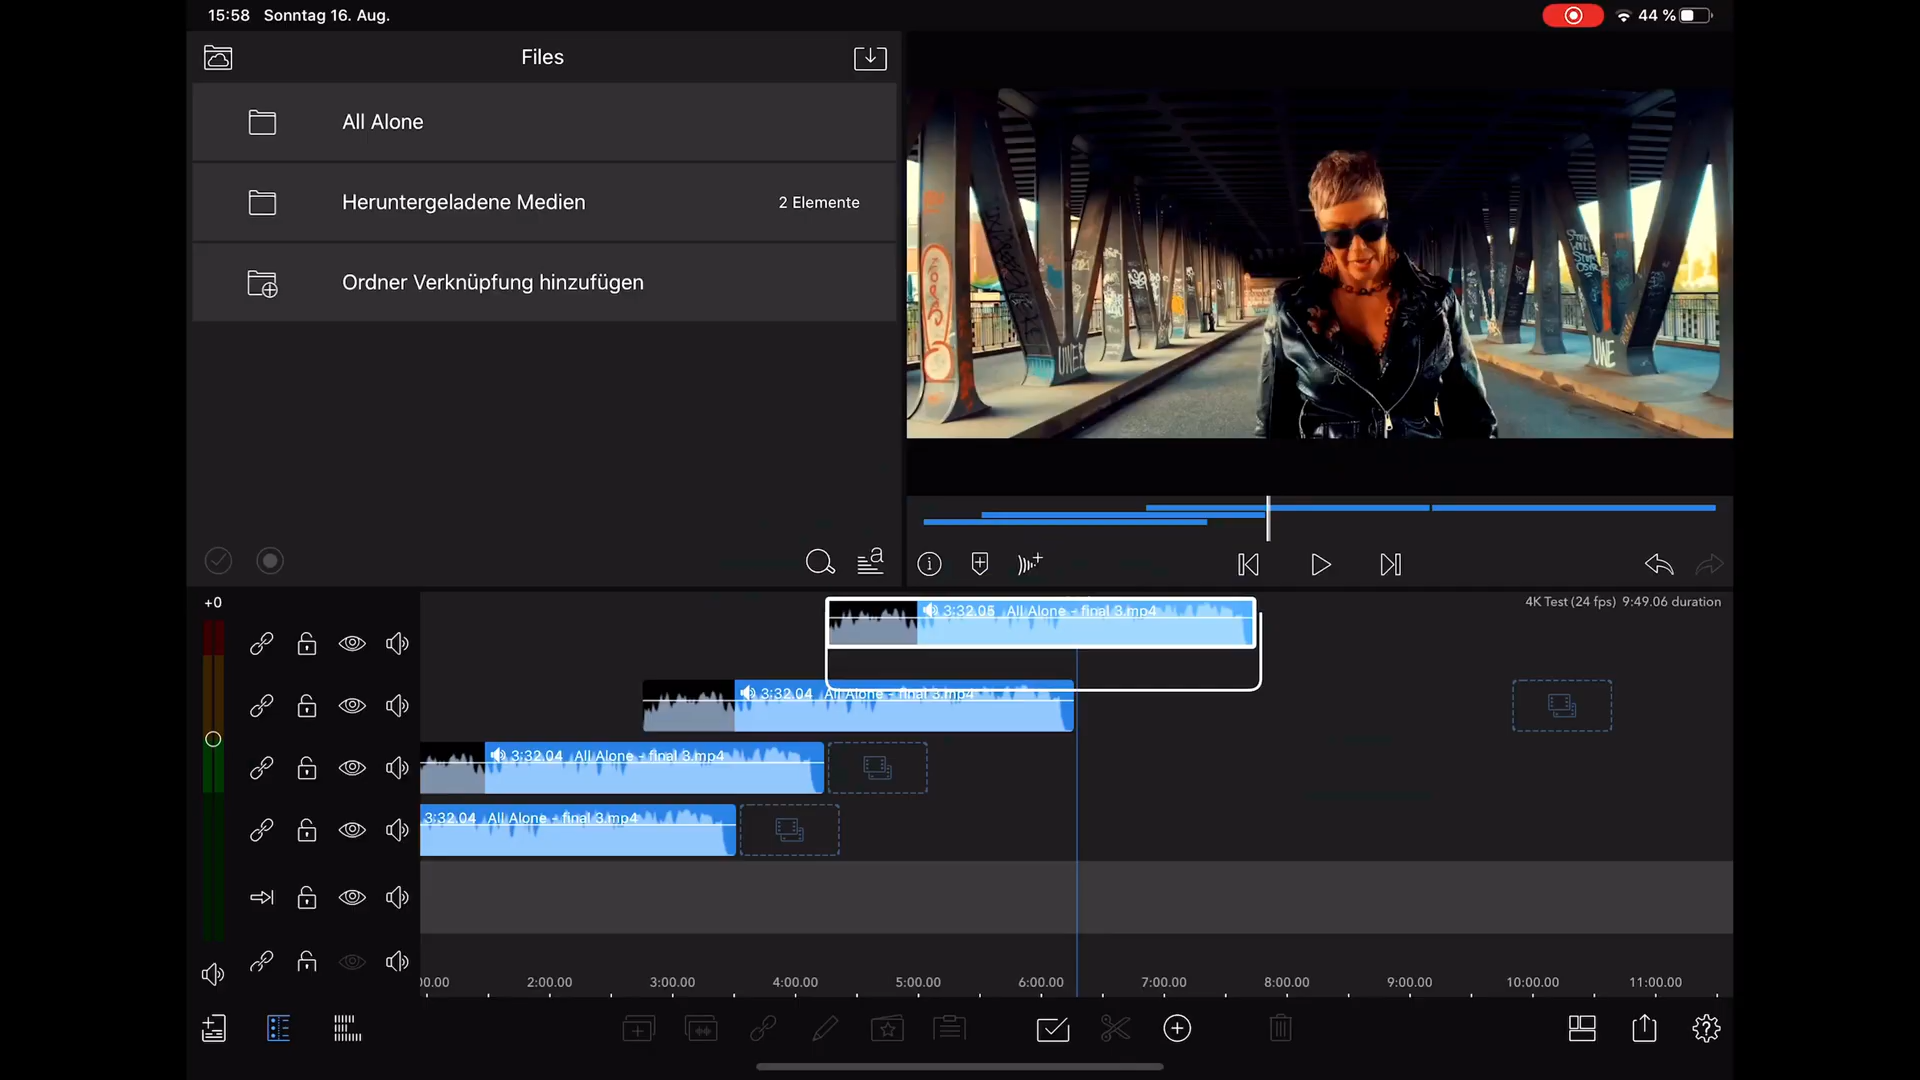 15:58 Sonntag 16. Aug.
44 %
Files
All Alone
Heruntergeladene Medien 2 Elemente
Ordner Verknüpfung hinzufügen
UNE
+0
4K Test (24 fps) 9:49.06 duration
3:32.05 All Alone - final 3.mp4
3:32.04 All Alone - final 3.mp4
3:32.04 All Alone - final 3.mp4
3:32.04 All Alone - final 3.mp4
00.00 2:00.00 3:00.00 4:00.00 5:00.00 6:00.00 7:00.00 8:00.00 9:00.00 10:00.00 11:00.00